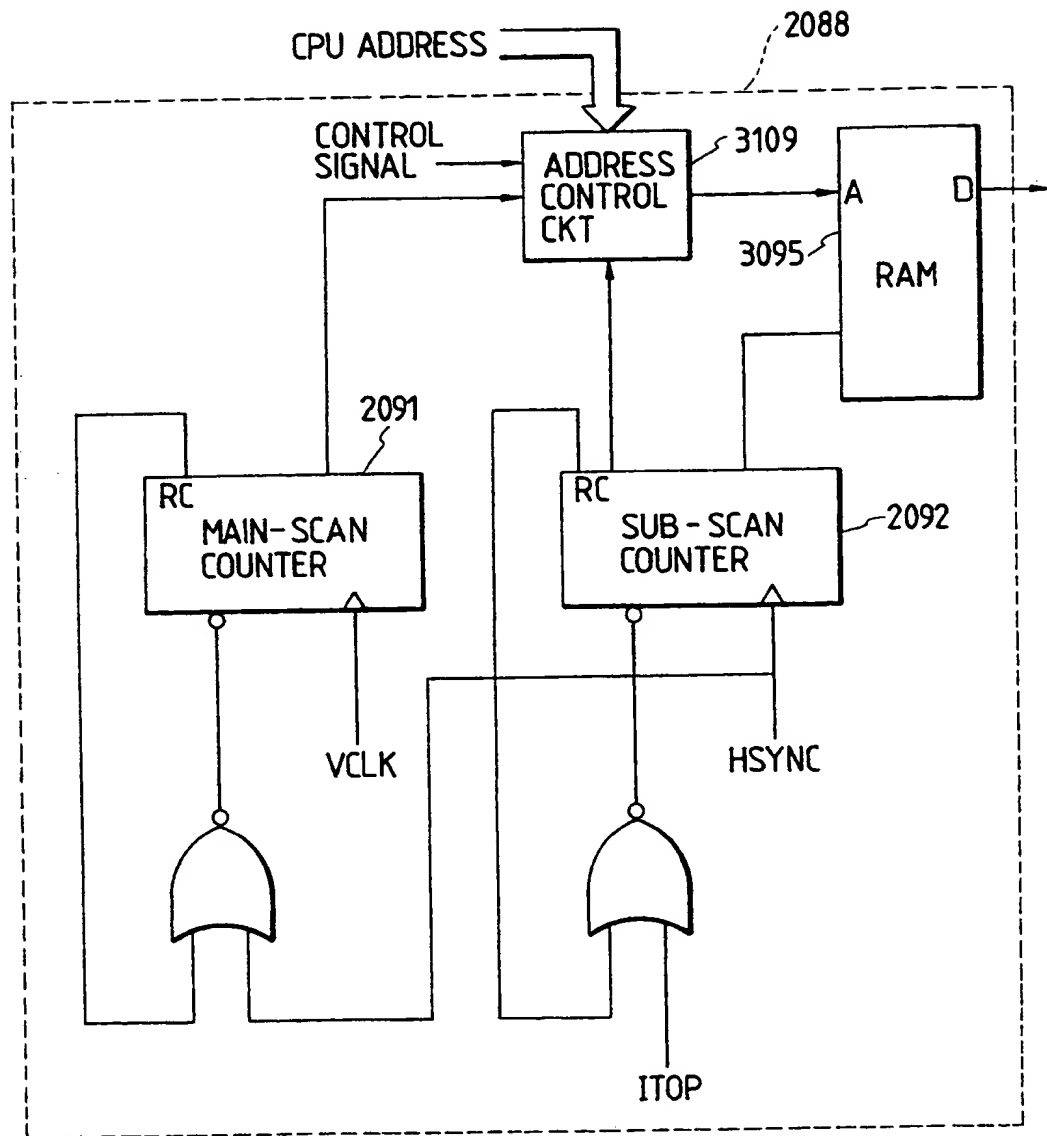 2088
CPU ADDRESS
CONTROL
SIGNAL
ADDRESS
CONTROL
CKT
3109
A
D
3095
RAM
2091
RC
MAIN-SCAN
COUNTER
RC
SUB-SCAN
COUNTER
2092
VCLK
HSYNC
ITOP